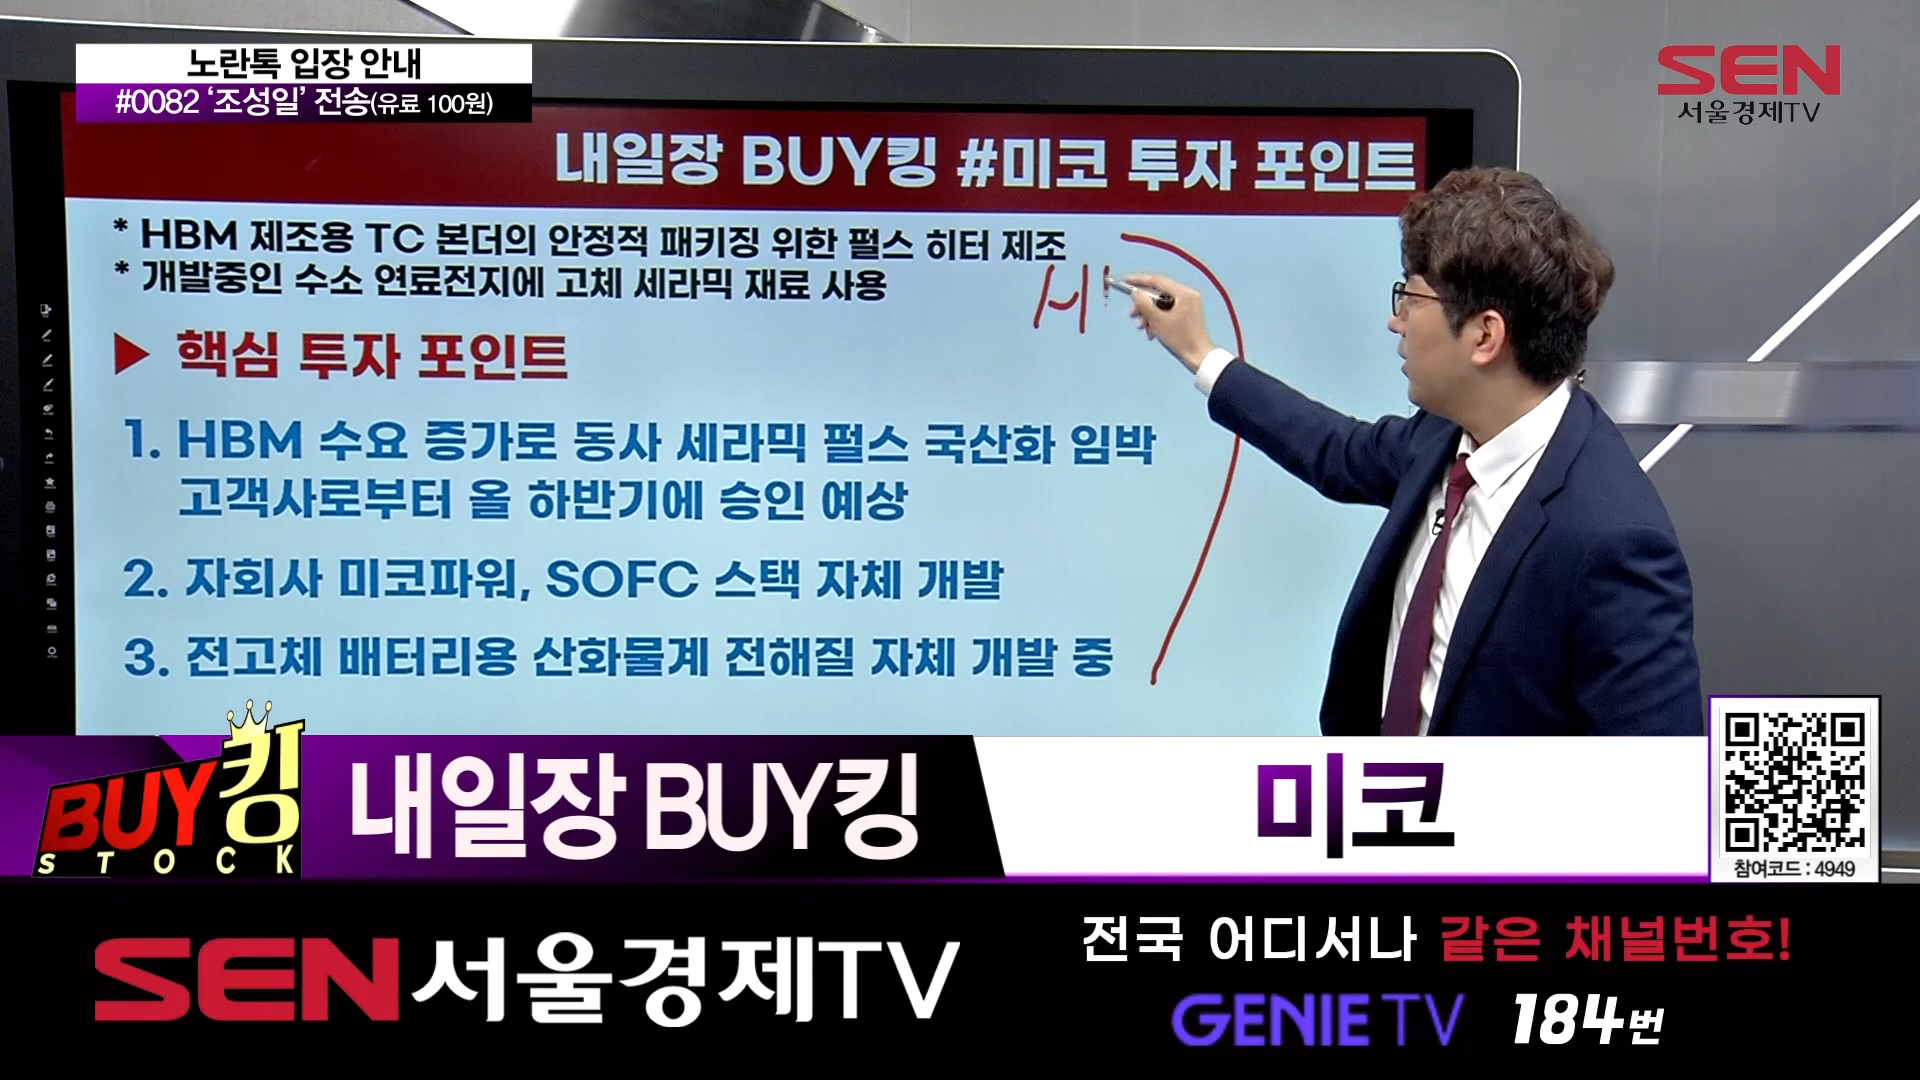 노란톡 입장 안내
#0082 '조성일' 전송(유료 100원)
SEN
서울경제TV
내일장 BUY킹 #미코 투자 포인트
* HBM 제조용 TC 본더의 안정적 패키징 위한 펄스 히터 제조
* 개발중인 수소 연료전지에 고체 세라믹 재료 사용
▶ 핵심 투자 포인트
1. HBM 수요 증가로 동사 세라믹 펄스 국산화 임박
고객사로부터 올 하반기에 승인 예상
2. 자회사 미코파워, SOFC 스택 자체 개발
3. 전고체 배터리용 산화물계 전해질 자체 개발 중
BUY킹
STOCK
내일장 BUY킹
미코
참여코드 : 4949
SEN서울경제TV
전국 어디서나 같은 채널번호!
GENIE TV 184번